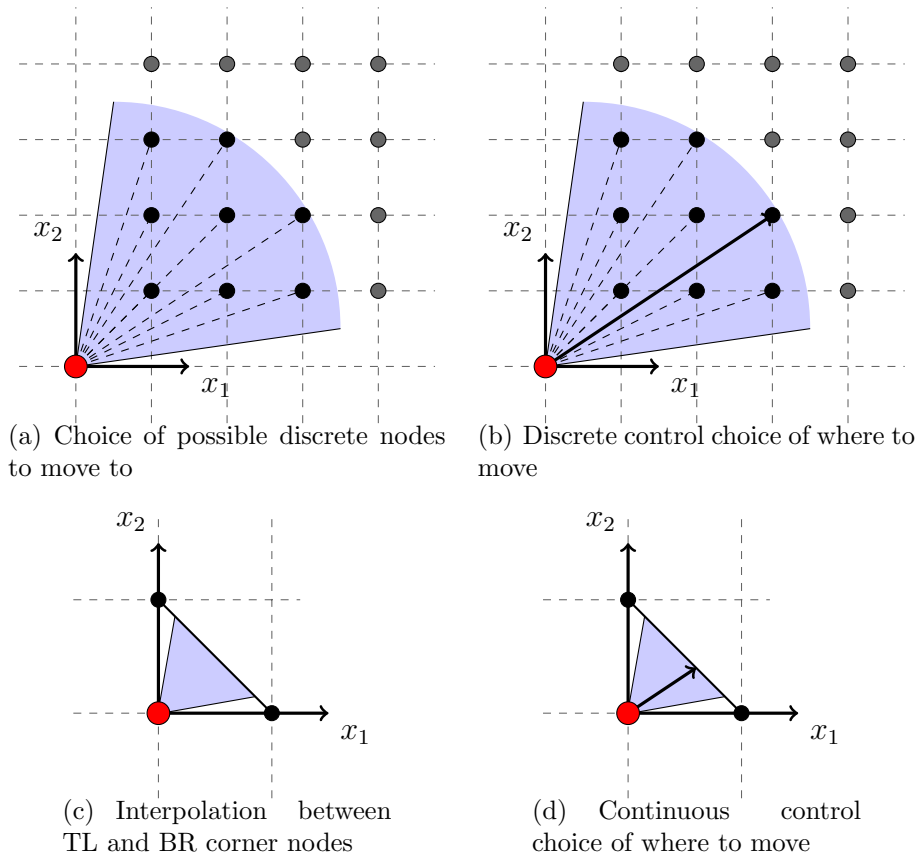 x₂ x₂
x₁ x₁
(a) Choice of possible discrete nodes
to move to
(b) Discrete control choice of where to
move
x₂ x₂
x₁ x₁
(c) Interpolation between
TL and BR corner nodes
(d) Continuous control
choice of where to move